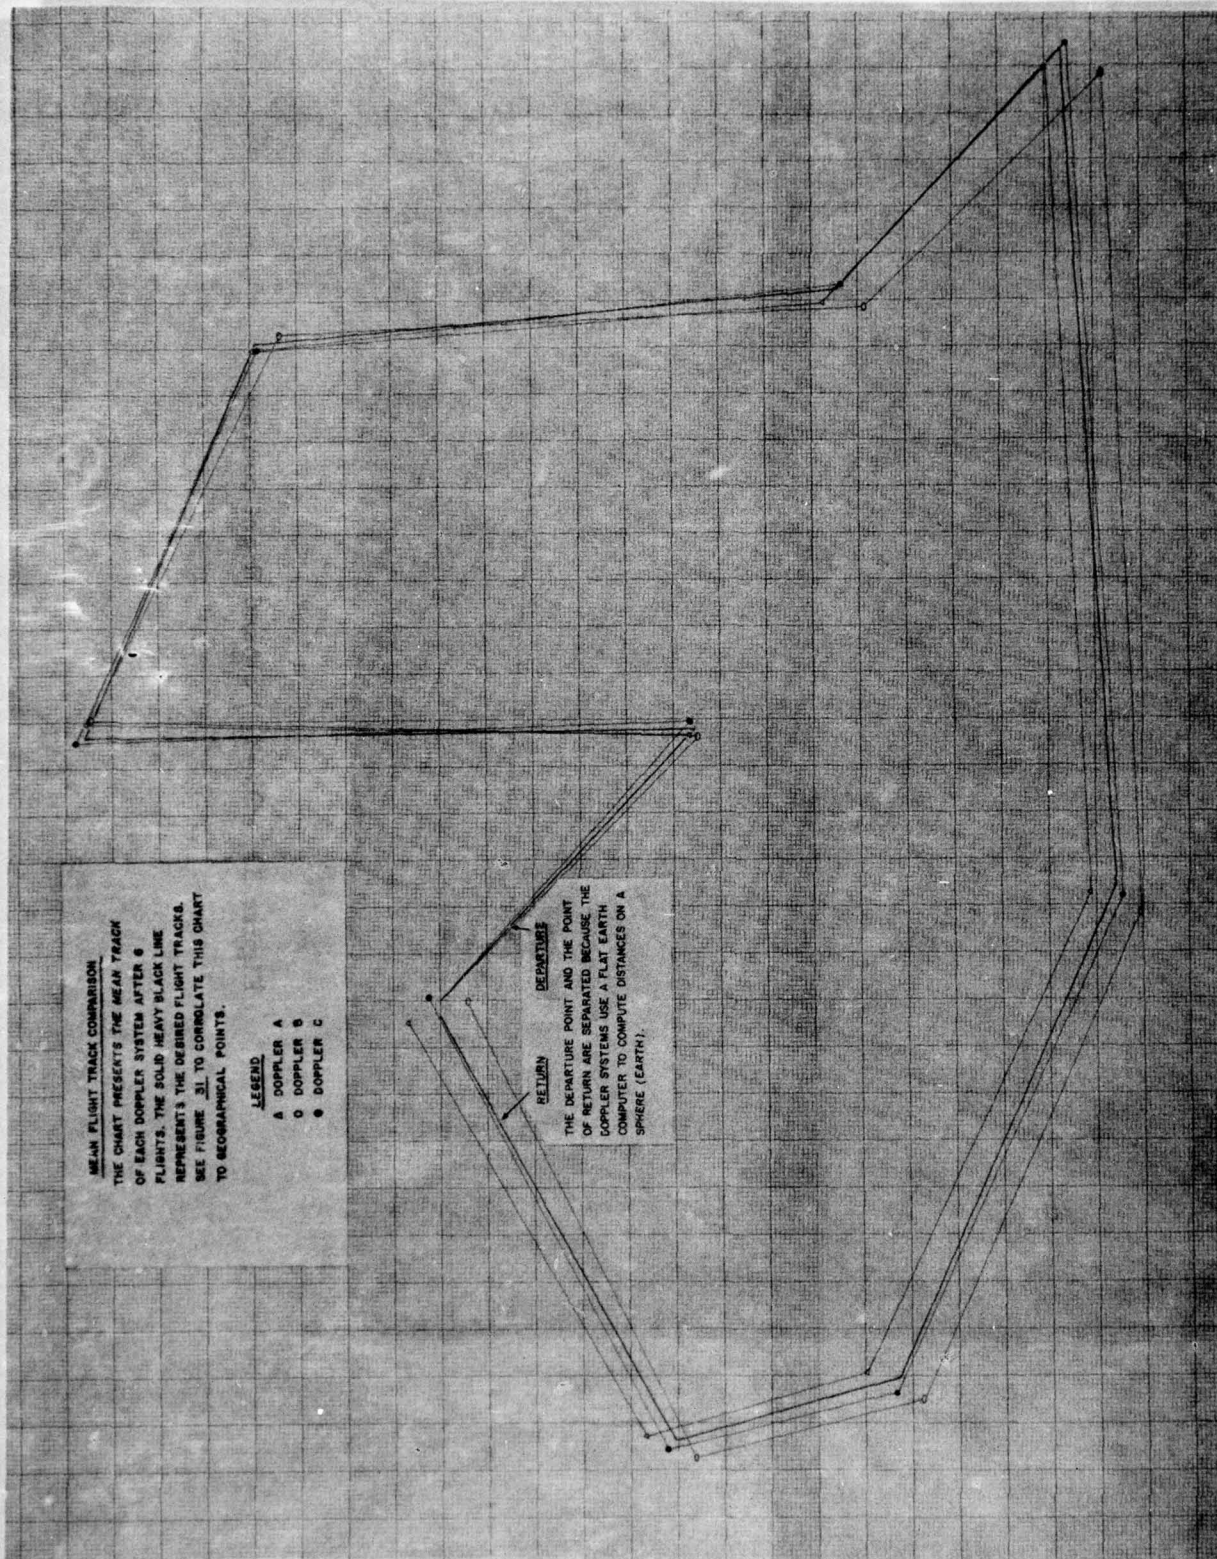 MEAN FLIGHT TRACK COMPARISON
THE CHART PRESENTS THE MEAN TRACK
OF EACH DOPPLER SYSTEM AFTER 6
FLIGHTS. THE SOLID HEAVY BLACK LINE
REPRESENTS THE DESIRED FLIGHT TRACKS.
SEE FIGURE 31 TO CORROLATE THIS CHART
TO GEOGRAPHICAL POINTS.
LEGEND
Δ DOPPLER A
O DOPPLER B
● DOPPLER C
RETURN DEPARTURE
THE DEPARTURE POINT AND THE POINT
OF RETURN ARE SEPARATED BECAUSE THE
DOPPLER SYSTEMS USE A FLAT EARTH
COMPUTER TO COMPUTE DISTANCES ON A
SPHERE (EARTH).